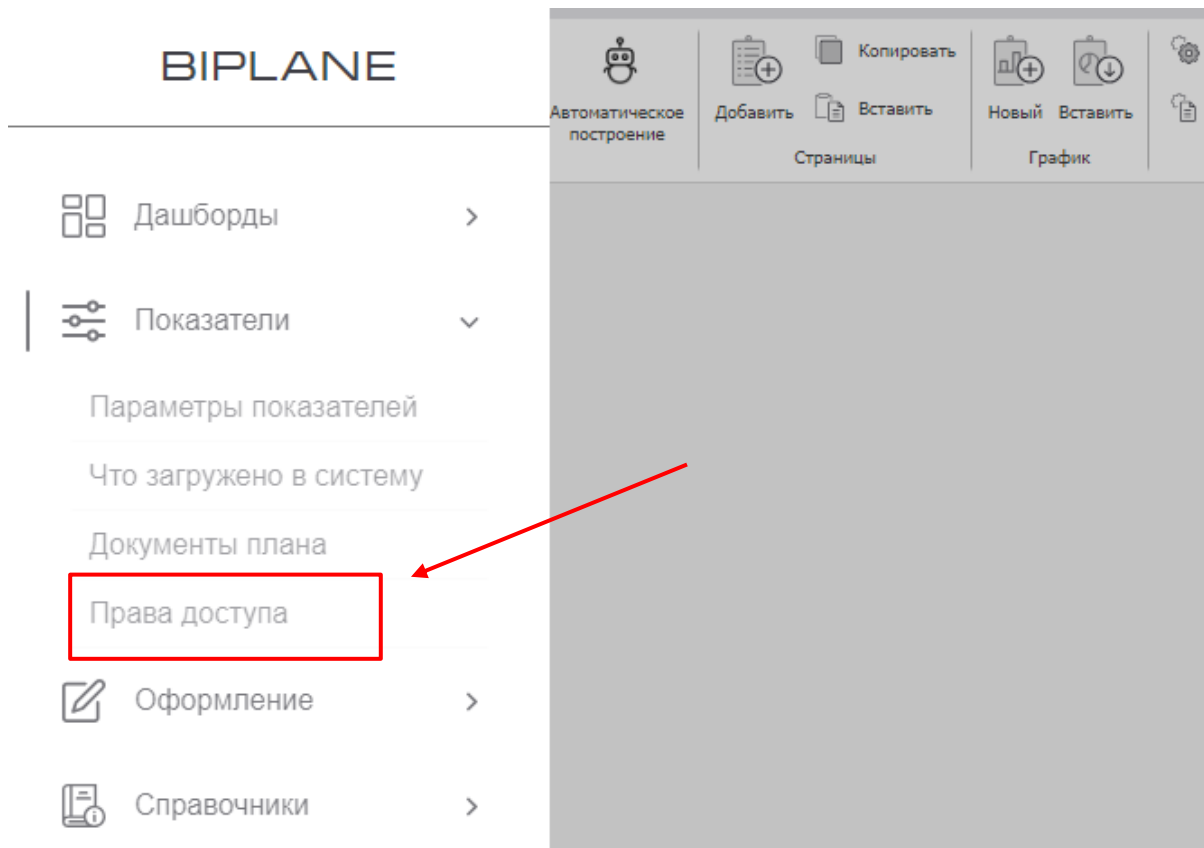 BIPLANE
Дашборды
Показатели
Параметры показателей
Что загружено в систему
Документы плана
Права доступа
Оформление
Справочники
Автоматическое
построение
Добавить
Копировать
Вставить
Страницы
Новый
Вставить
График